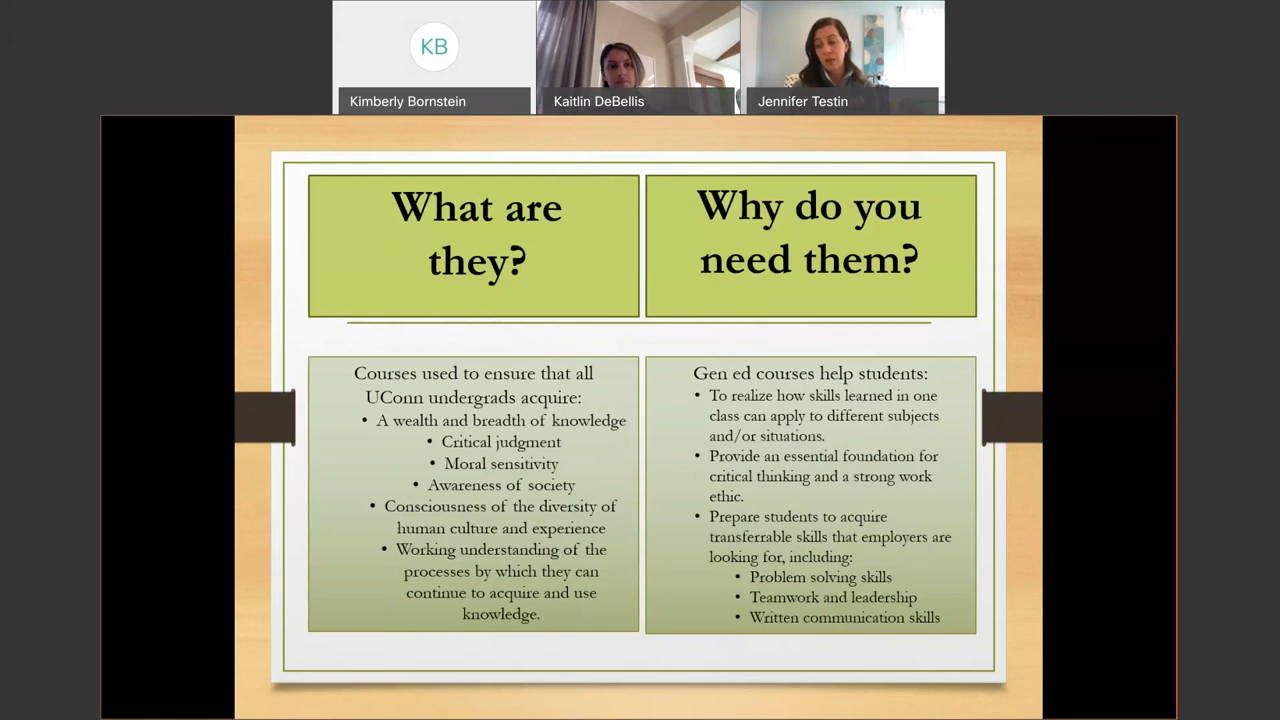 KB
Kimberly Bornstein
Kaitlin DeBellis
Jennifer Testin
What are
they?
Why do you
need them?
Courses used to ensure that all
UConn undergrads acquire:
• A wealth and breadth of knowledge
• Critical judgment
• Moral sensitivity
• Awareness of society
• Consciousness of the diversity of
human culture and experience
• Working understanding of the
processes by which they can
continue to acquire and use
knowledge.
Gen ed courses help students:
• To realize how skills learned in one
class can apply to different subjects
and/or situations.
• Provide an essential foundation for
critical thinking and a strong work
ethic.
• Prepare students to acquire
transferrable skills that employers are
looking for, including:
• Problem solving skills
• Teamwork and leadership
• Written communication skills